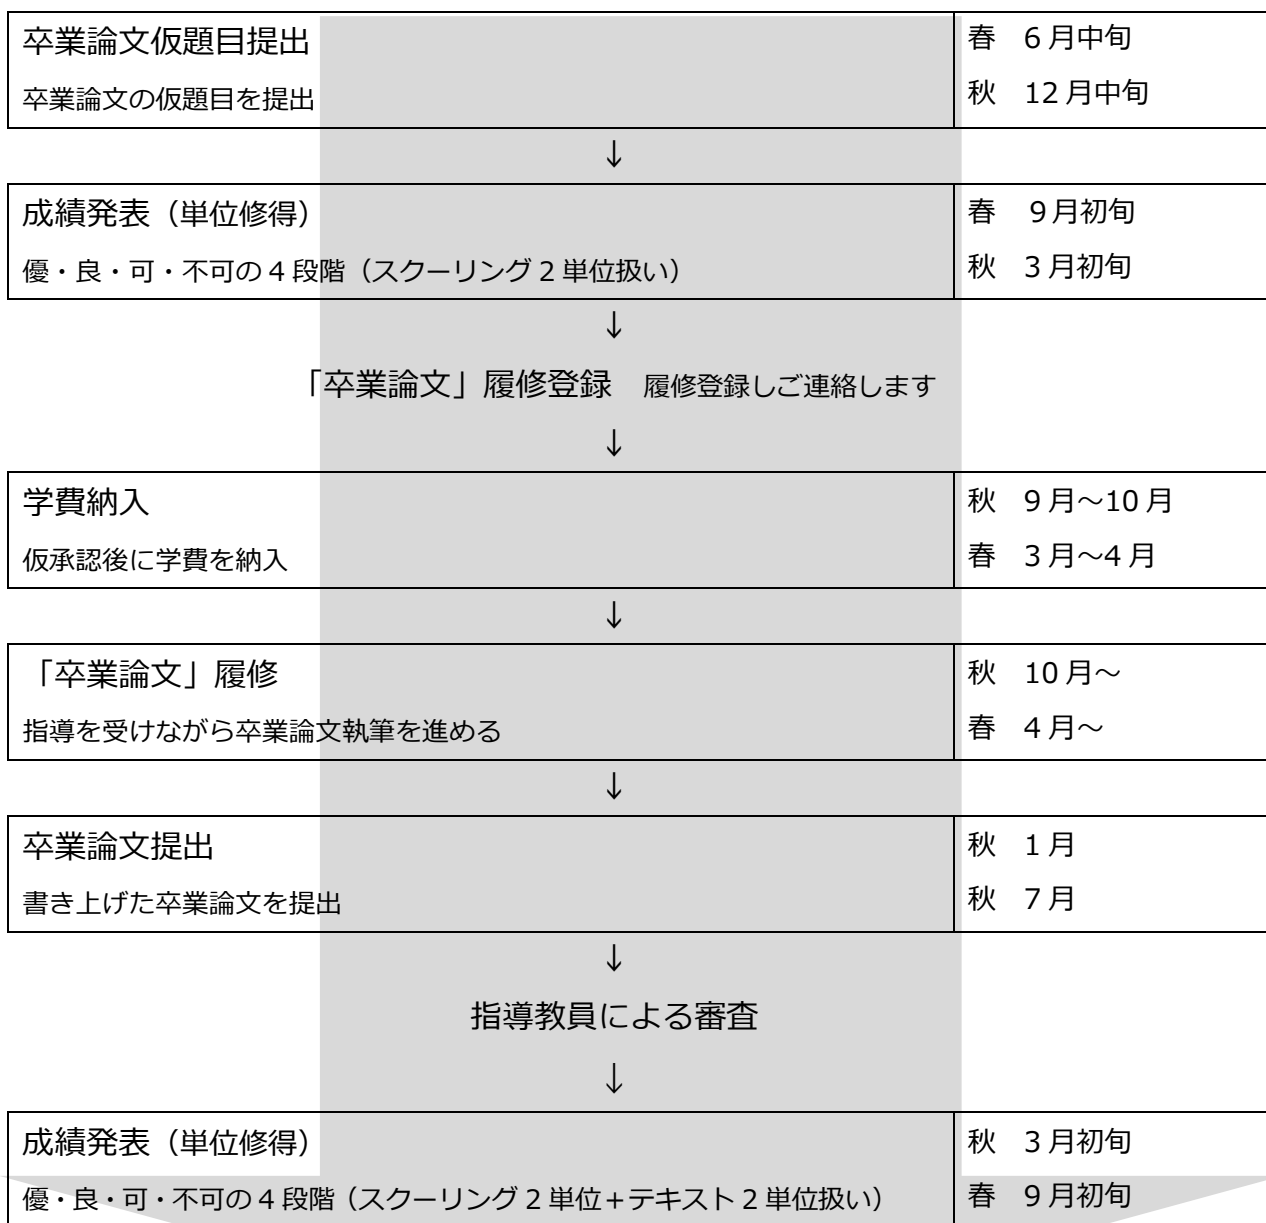 卒業論文仮題目提出
春　6月中旬
卒業論文の仮題目を提出
秋　12月中旬
↓
成績発表（単位修得）
春　9月初旬
優・良・可・不可の4段階（スクーリング2単位扱い）
秋　3月初旬
↓
「卒業論文」履修登録　履修登録しご連絡します
↓
学費納入
秋　9月～10月
仮承認後に学費を納入
春　3月～4月
↓
「卒業論文」履修
秋　10月～
指導を受けながら卒業論文執筆を進める
春　4月～
↓
卒業論文提出
秋　1月
書き上げた卒業論文を提出
秋　7月
↓
指導教員による審査
↓
成績発表（単位修得）
秋　3月初旬
優・良・可・不可の4段階（スクーリング2単位＋テキスト2単位扱い）
春　9月初旬